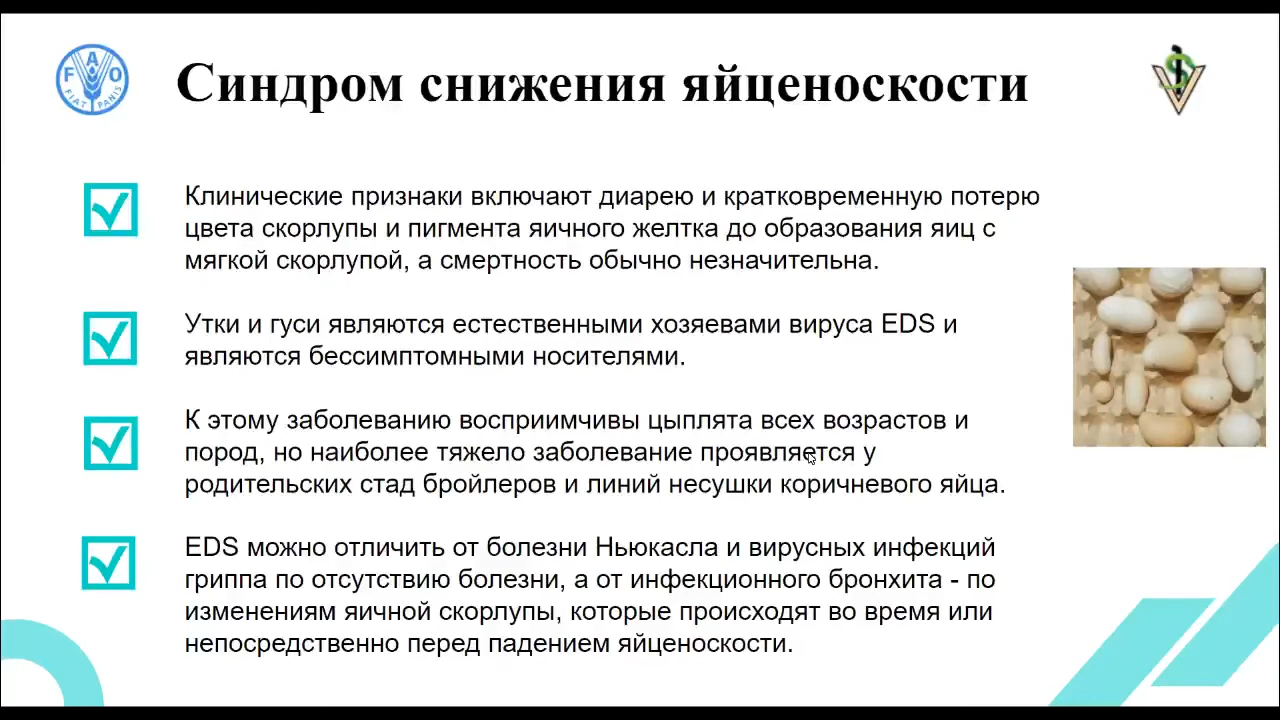 F A O
FIAT PANIS
Синдром снижения яйценоскости
Клинические признаки включают диарею и кратковременную потерю
цвета скорлупы и пигмента яичного желтка до образования яиц с
мягкой скорлупой, а смертность обычно незначительна.
Утки и гуси являются естественными хозяевами вируса EDS и
являются бессимптомными носителями.
К этому заболеванию восприимчивы цыплята всех возрастов и
пород, но наиболее тяжело заболевание проявляется у
родительских стад бройлеров и линий несушки коричневого яйца.
EDS можно отличить от болезни Ньюкасла и вирусных инфекций
гриппа по отсутствию болезни, а от инфекционного бронхита - по
изменениям яичной скорлупы, которые происходят во время или
непосредственно перед падением яйценоскости.